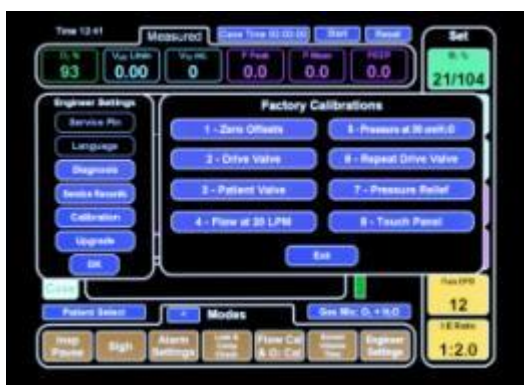 Time 12:41
Measured
Case Time 00:00:00
Start
Reset
Set
O₂ %
93
0.00
0
P Peak
0.0
P Mean
0.0
PEEP
0.0
21/104
Engineer Settings
Service Pin
Language
Diagnosis
Service Records
Calibration
Upgrade
OK
Factory Calibrations
1 - Zero Offsets
2 - Drive Valve
3 - Patient Valve
4 - Flow at 20 LPM
5 - Pressure at 30 cmH₂O
6 - Repeat Drive Valve
7 - Pressure Relief
8 - Touch Panel
Exit
Patient Select
Modes
12
I:E Ratio
1:2.0
Insp Pause
Sigh
Alarm Settings
Flow Cal & O₂ Cal
Engineer Settings